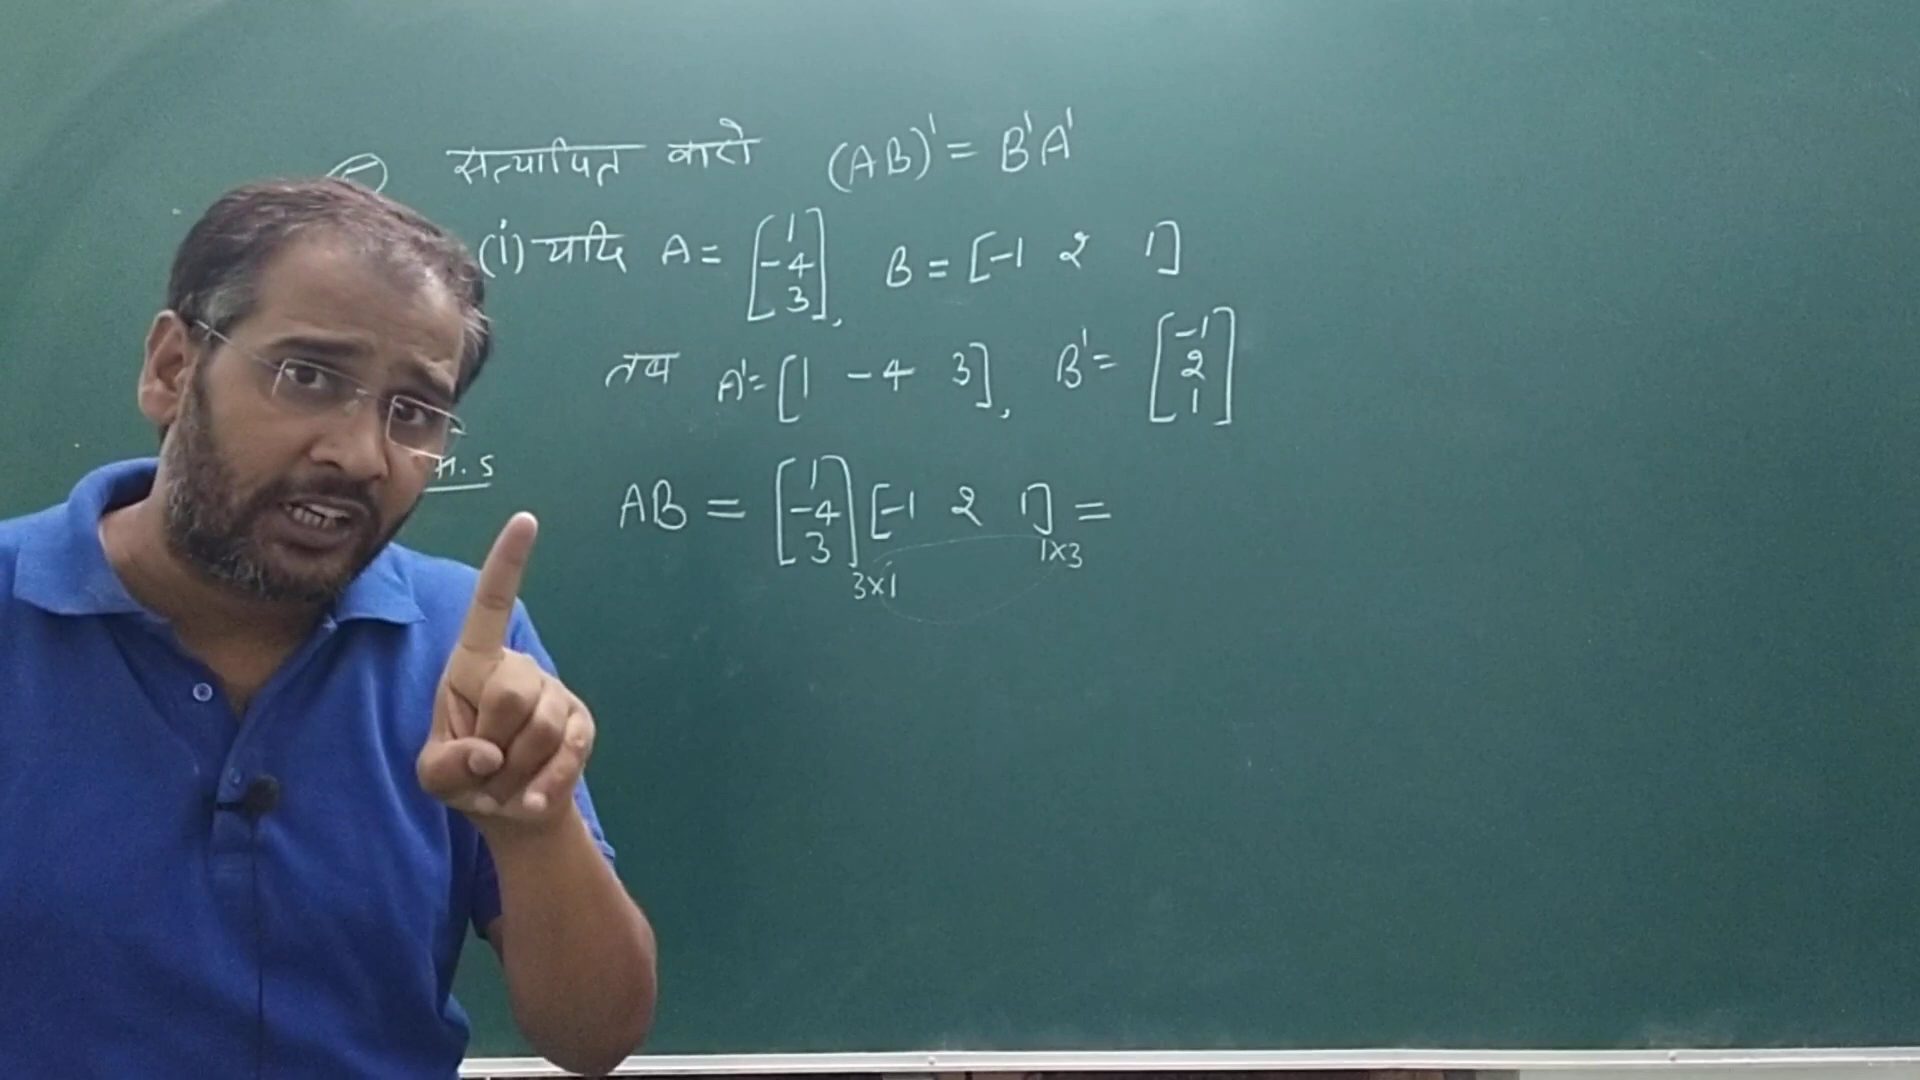 सत्यापित करो (AB)' = B'A'
(i) यदि A = [1 -4 3], B = [-1 2 1]
तब A' = [1 -4 3], B' = [-1 2 1]
AB = [1 -4 3] 3×1 [-1 2 1] 1×3 =